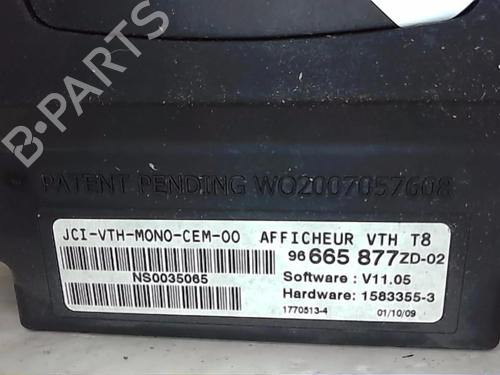 B-PARTS
PATENT PENDING WO2007057608
JCI-VTH-MONO-CEM-00 AFFICHEUR VTH T8
96 665 877ZD-02
Software : V11.05
NS0035065
Hardware: 1583355-3
1770513-4 01/10/09